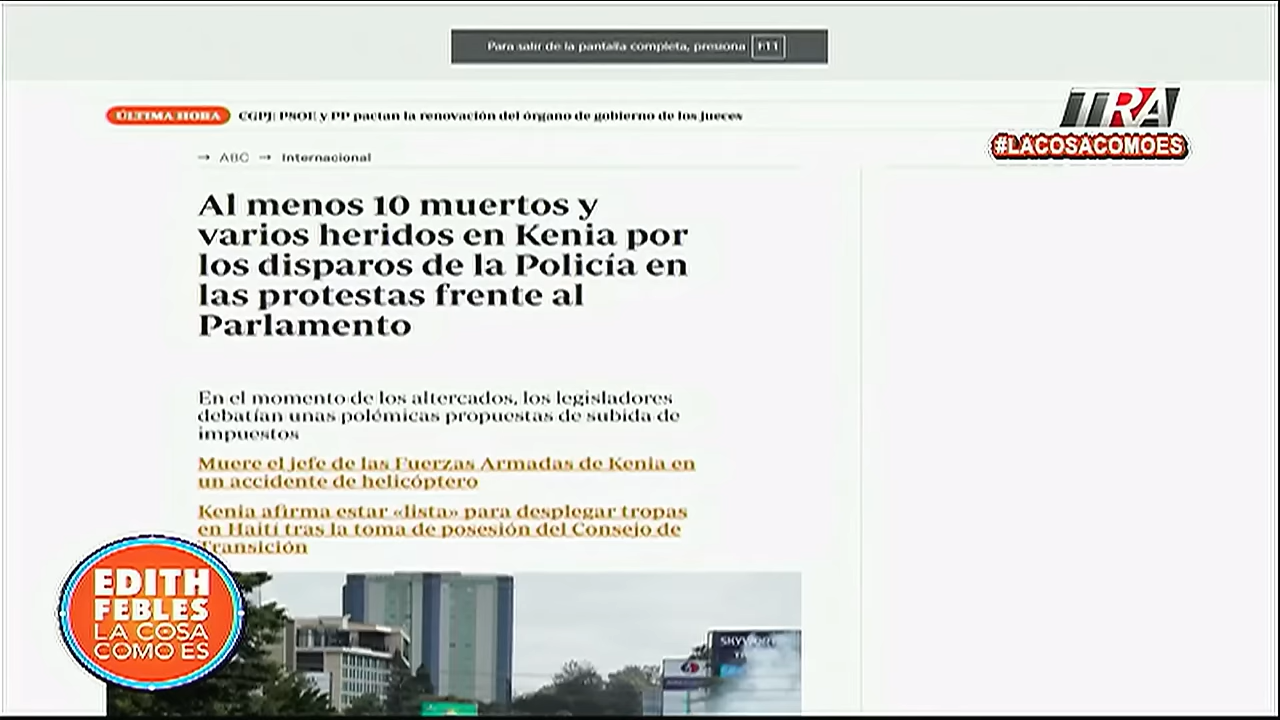 Para salir de la pantalla completa, presiona F11
ÚLTIMA HORA CGPJ: PSOE y PP pactan la renovación del órgano de gobierno de los jueces
TRA
#LACOSACOMOES
→ ABC → Internacional
Al menos 10 muertos y
varios heridos en Kenia por
los disparos de la Policía en
las protestas frente al
Parlamento
En el momento de los altercados, los legisladores
debatían unas polémicas propuestas de subida de
impuestos
Muere el jefe de las Fuerzas Armadas de Kenia en
un accidente de helicóptero
Kenia afirma estar «lista» para desplegar tropas
en Haití tras la toma de posesión del Consejo de
Transición
EDITH
FEBLES
LA COSA
COMO ES